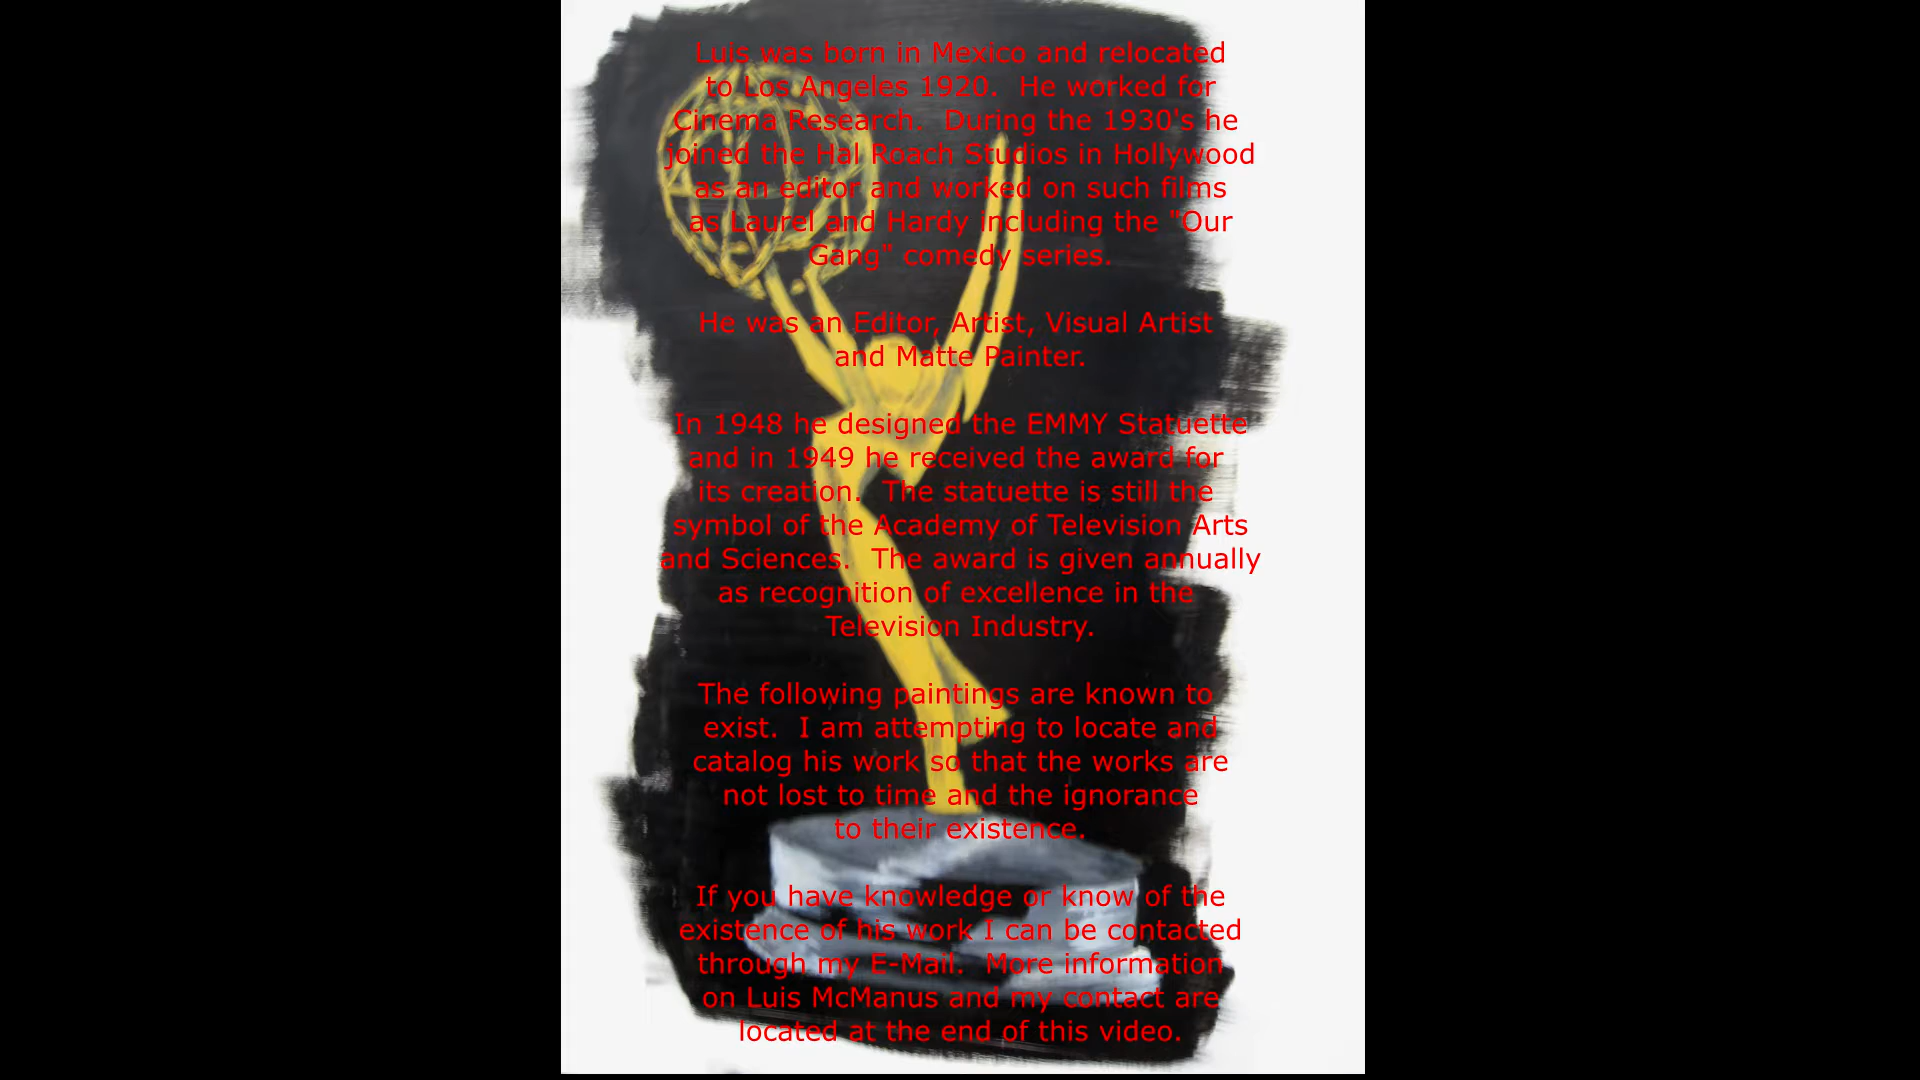 Luis was born in Mexico and relocated
to Los Angeles 1920.  He worked for
Cinema Research.  During the 1930's he
joined the Hal Roach Studios in Hollywood
as an editor and worked on such films
as Laurel and Hardy including the "Our
Gang" comedy series.
He was an Editor, Artist, Visual Artist
and Matte Painter.
In 1948 he designed the EMMY Statuette
and in 1949 he received the award for
its creation.  The statuette is still the
symbol of the Academy of Television Arts
and Sciences.  The award is given annually
as recognition of excellence in the
Television Industry.
The following paintings are known to
exist.  I am attempting to locate and
catalog his work so that the works are
not lost to time and the ignorance
to their existence.
If you have knowledge or know of the
existence of his work I can be contacted
through my E-Mail.  More information
on Luis McManus and my contact are
located at the end of this video.